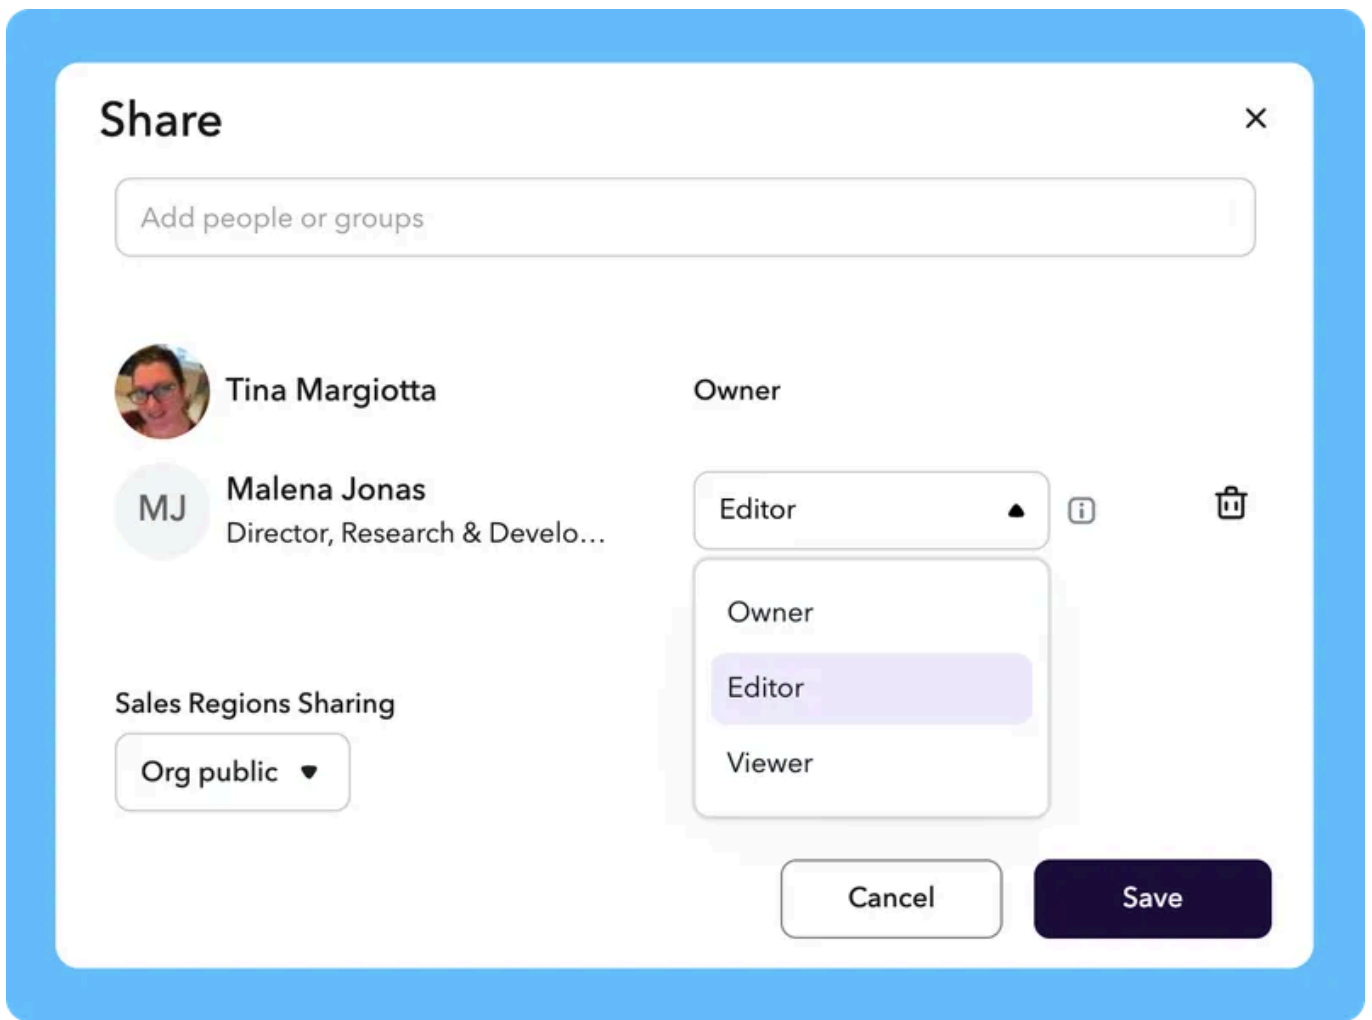 Share
Add people or groups
Tina Margiotta
Owner
MJ
Malena Jonas
Director, Research & Develo...
Editor
Owner
Editor
Viewer
Sales Regions Sharing
Org public
Cancel
Save